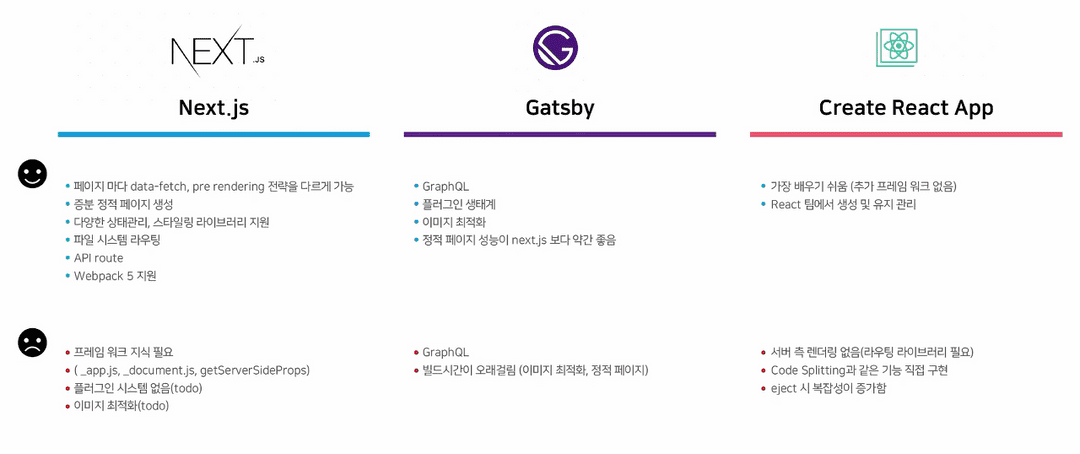 NEXT.JS
Next.js
페이지 마다 data-fetch, pre rendering 전략을 다르게 가능
증분 정적 페이지 생성
다양한 상태관리, 스타일링 라이브러리 지원
파일 시스템 라우팅
API route
Webpack 5 지원
프레임 워크 지식 필요
( _app.js, _document.js, getServerSideProps)
플러그인 시스템 없음(todo)
이미지 최적화(todo)
Gatsby
GraphQL
플러그인 생태계
이미지 최적화
정적 페이지 성능이 next.js 보다 약간 좋음
GraphQL
빌드시간이 오래걸림 (이미지 최적화, 정적 페이지)
Create React App
가장 배우기 쉬움 (추가 프레임 워크 없음)
React 팀에서 생성 및 유지 관리
서버 측 렌더링 없음(라우팅 라이브러리 필요)
Code Splitting과 같은 기능 직접 구현
eject 시 복잡성이 증가함